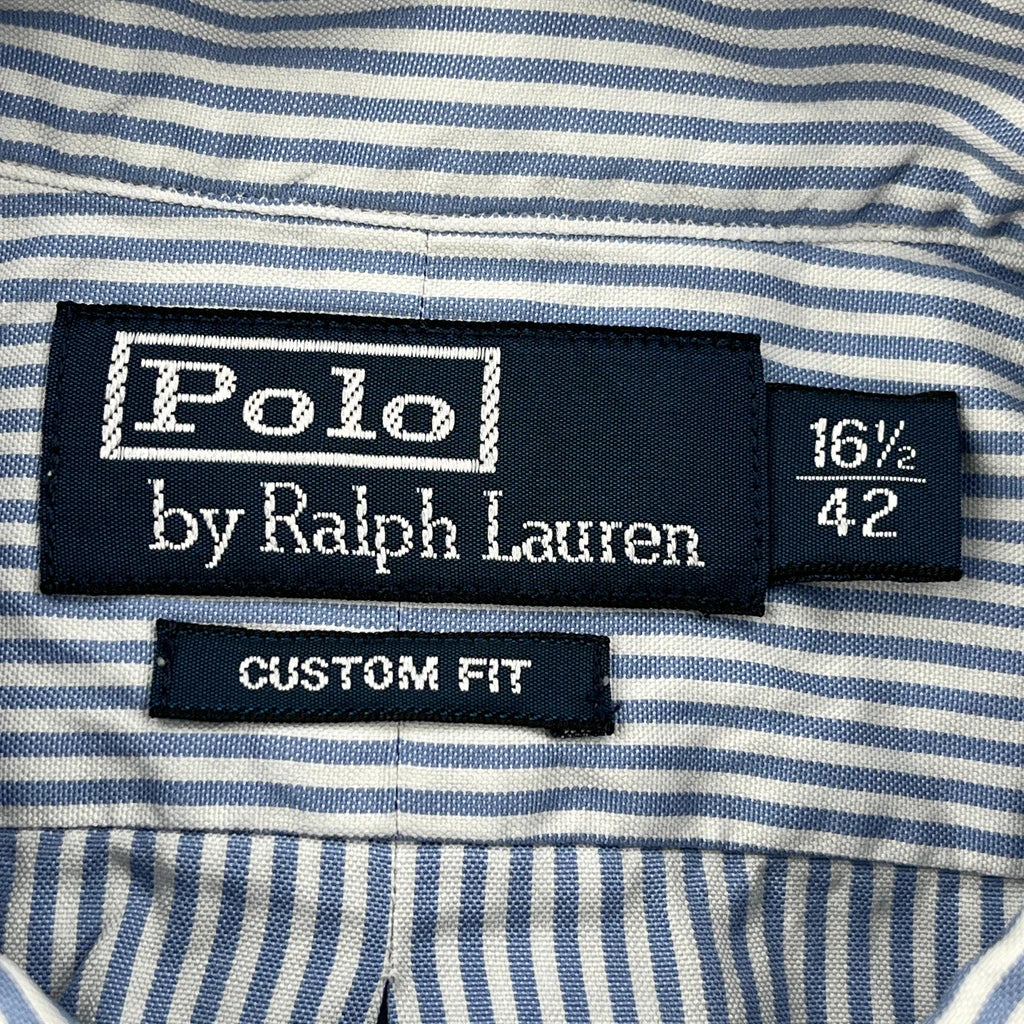 Polo
by Ralph Lauren
16½
42
CUSTOM FIT